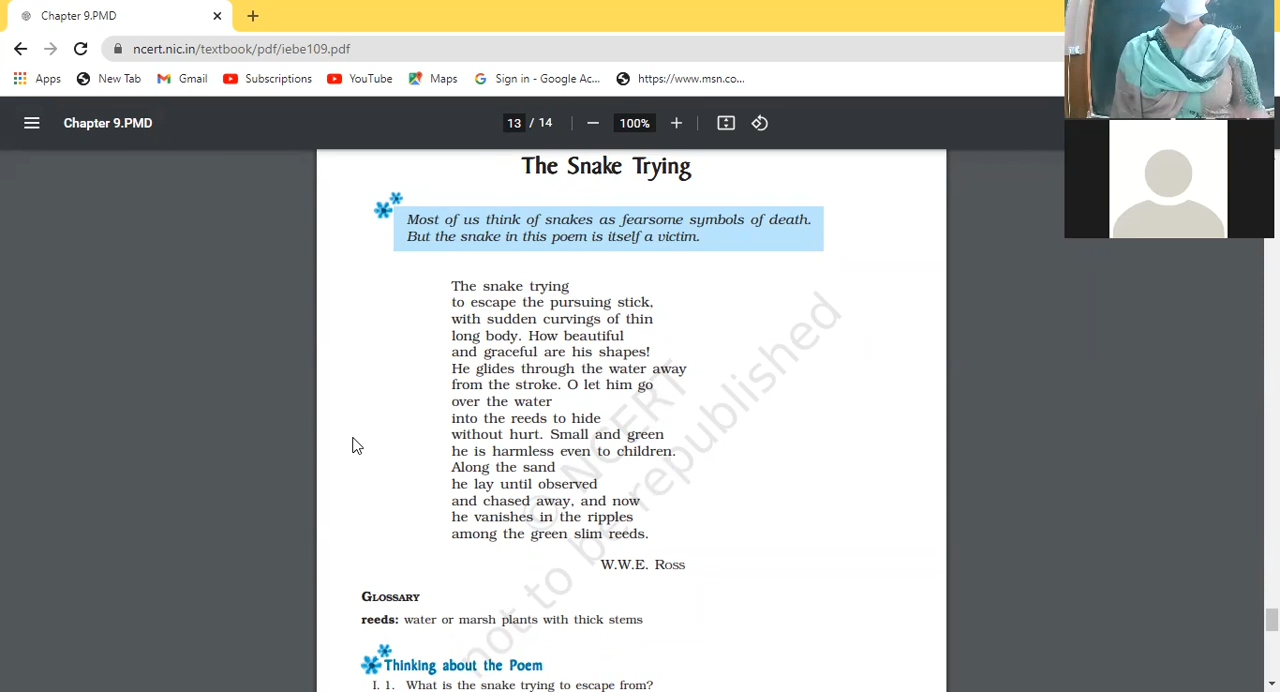 Chapter 9.PMD
ncert.nic.in/textbook/pdf/iebe109.pdf
Apps New Tab Gmail Subscriptions YouTube Maps Sign in - Google Ac... https://www.msn.co...
Chapter 9.PMD 13 / 14 100%
The Snake Trying
Most of us think of snakes as fearsome symbols of death.
But the snake in this poem is itself a victim.
The snake trying
to escape the pursuing stick,
with sudden curvings of thin
long body. How beautiful
and graceful are his shapes!
He glides through the water away
from the stroke. O let him go
over the water
into the reeds to hide
without hurt. Small and green
he is harmless even to children.
Along the sand
he lay until observed
and chased away, and now
he vanishes in the ripples
among the green slim reeds.
W.W.E. Ross
© NCERT
not to be republished
GLOSSARY
reeds: water or marsh plants with thick stems
Thinking about the Poem
I. 1. What is the snake trying to escape from?